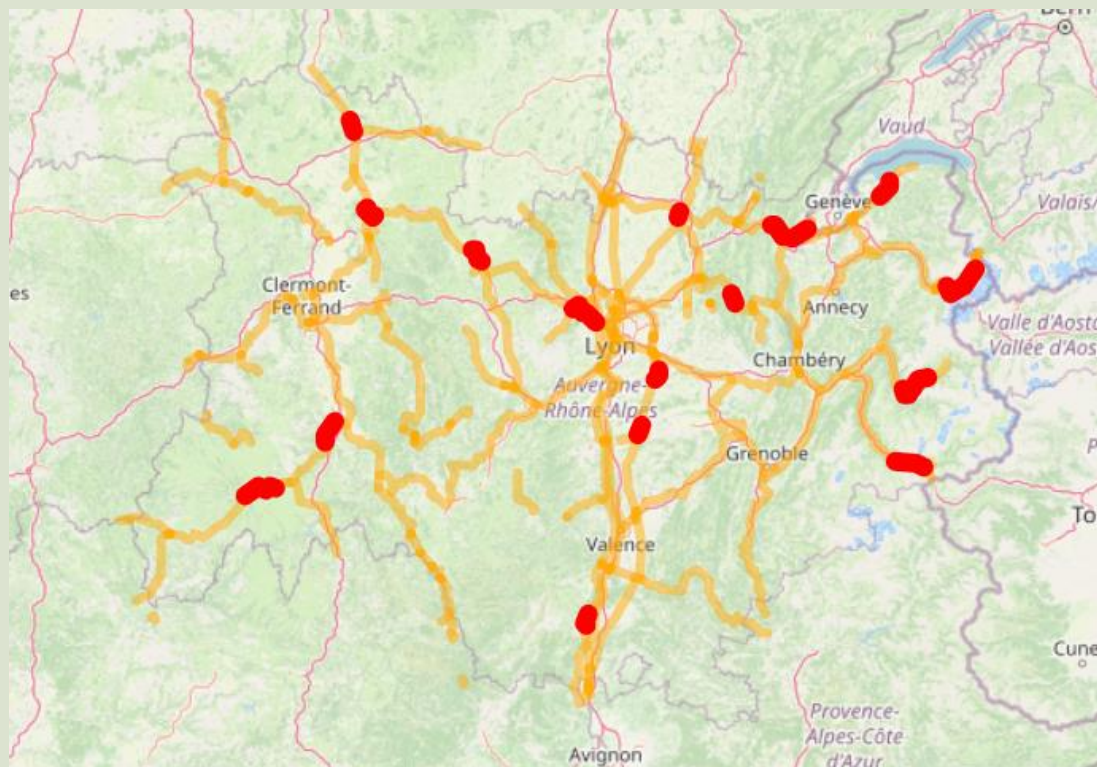 Bern
Vaud
Genève
Valais/
es
Clermont-
Ferrand
Annecy
Valle d'Aosta
Vallée d'Aos
Lyon
Chambéry
Auvergne-
Rhône-Alpes
Grenoble
To
Valence
Cune
Provence-
Alpes-Côte
d'Azur
Avignon